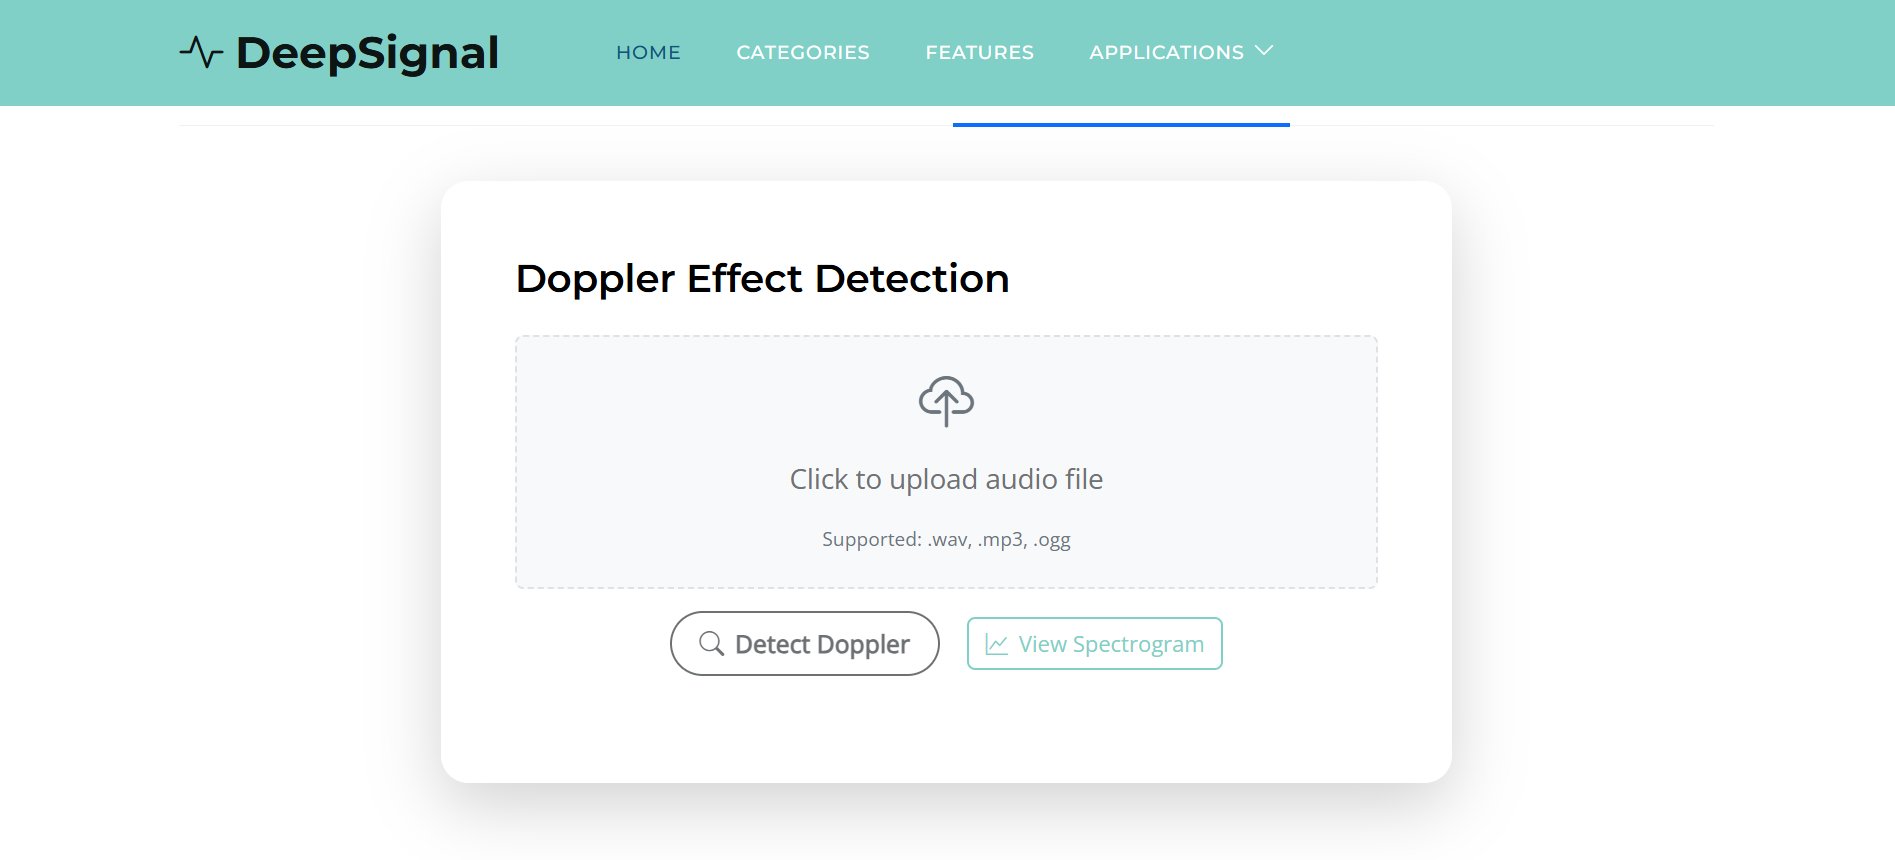 DeepSignal
HOME
CATEGORIES
FEATURES
APPLICATIONS
Doppler Effect Detection
Click to upload audio file
Supported: .wav, .mp3, .ogg
Detect Doppler
View Spectrogram